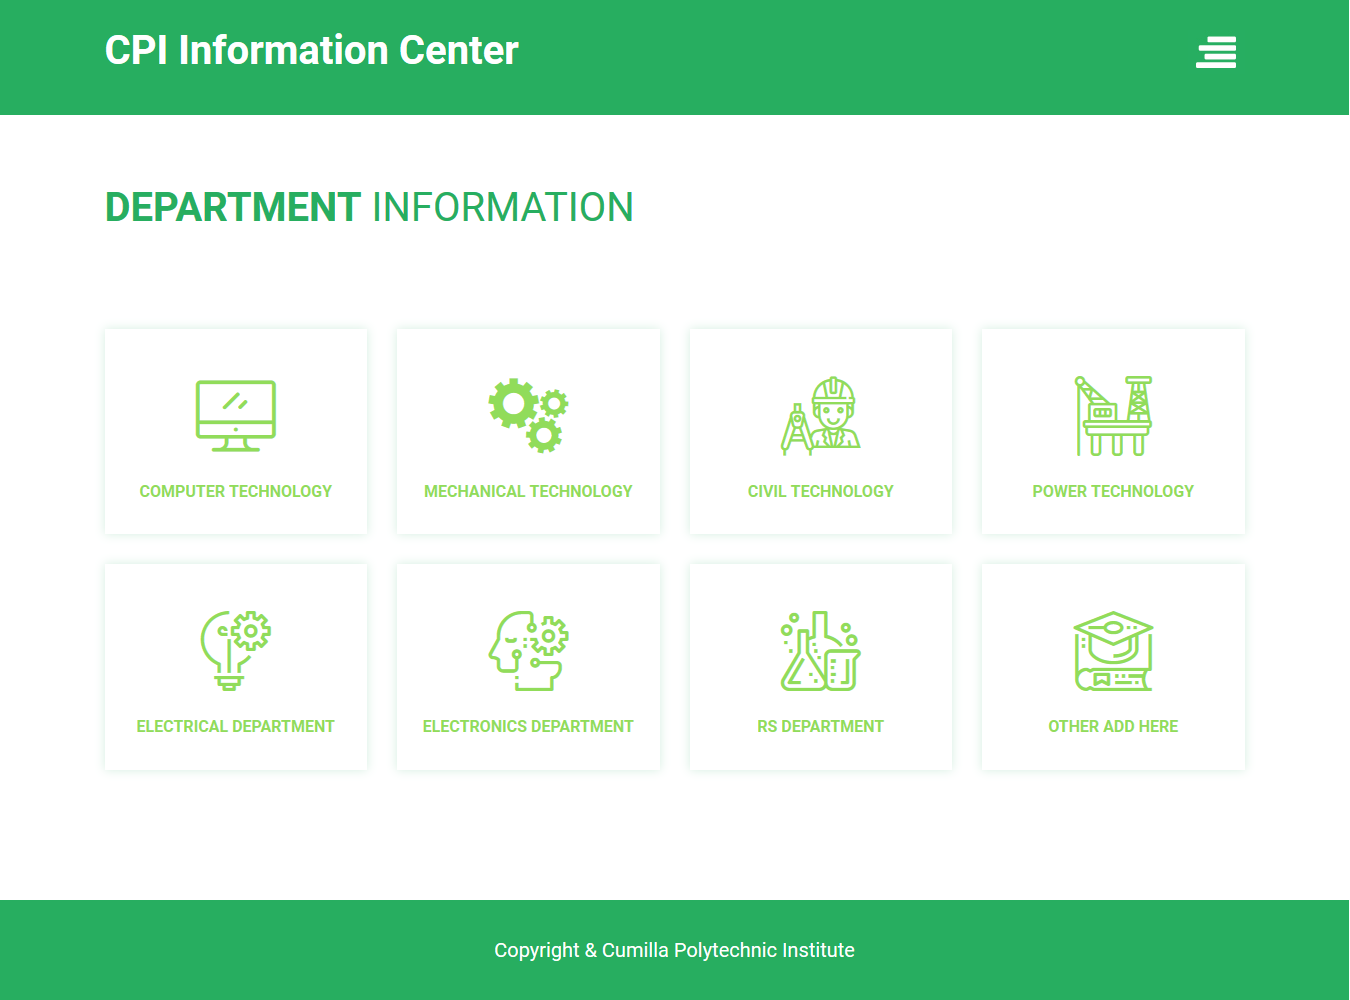 CPI Information Center
DEPARTMENT INFORMATION
COMPUTER TECHNOLOGY
MECHANICAL TECHNOLOGY
CIVIL TECHNOLOGY
POWER TECHNOLOGY
ELECTRICAL DEPARTMENT
ELECTRONICS DEPARTMENT
RS DEPARTMENT
OTHER ADD HERE
Copyright & Cumilla Polytechnic Institute